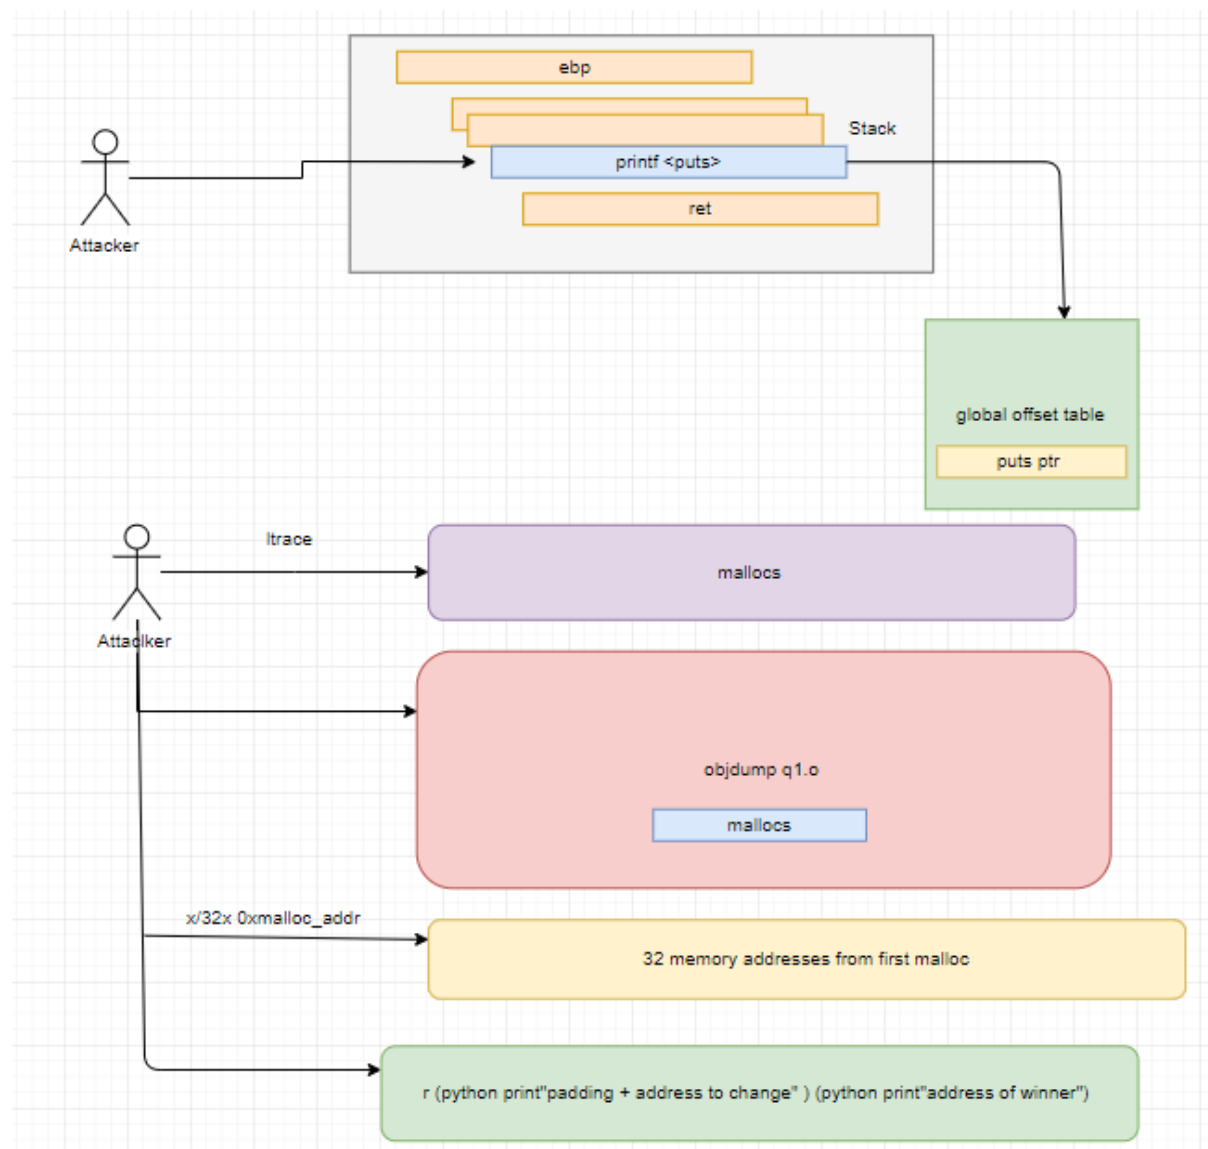 ebp
Stack
printf <puts>
ret
Attacker
global offset table
puts ptr
ltrace
mallocs
Attaclker
objdump q1.o
mallocs
x/32x 0xmalloc_addr
32 memory addresses from first malloc
r (python print"padding + address to change" ) (python print"address of winner")